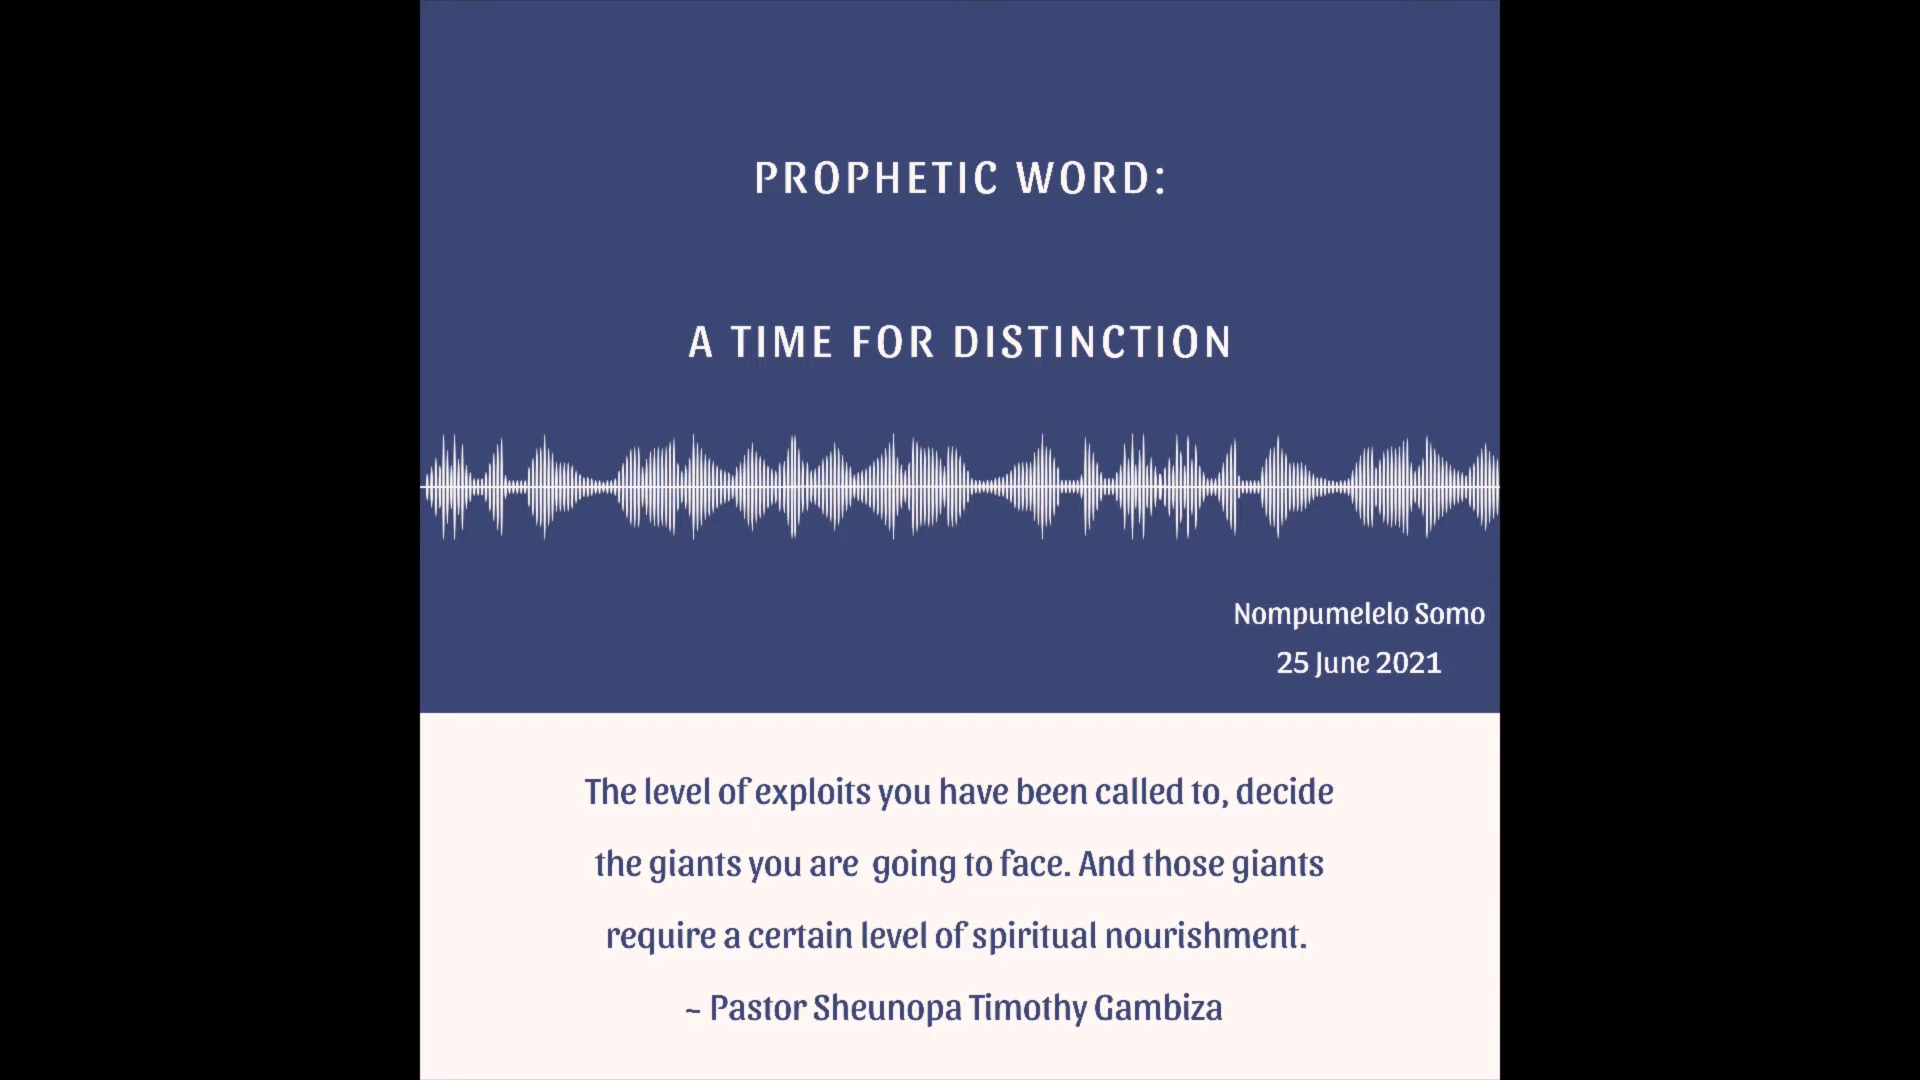 PROPHETIC WORD:
A TIME FOR DISTINCTION
Nompumelelo Somo
25 June 2021
The level of exploits you have been called to, decide
the giants you are going to face. And those giants
require a certain level of spiritual nourishment.
~ Pastor Sheunopa Timothy Gambiza